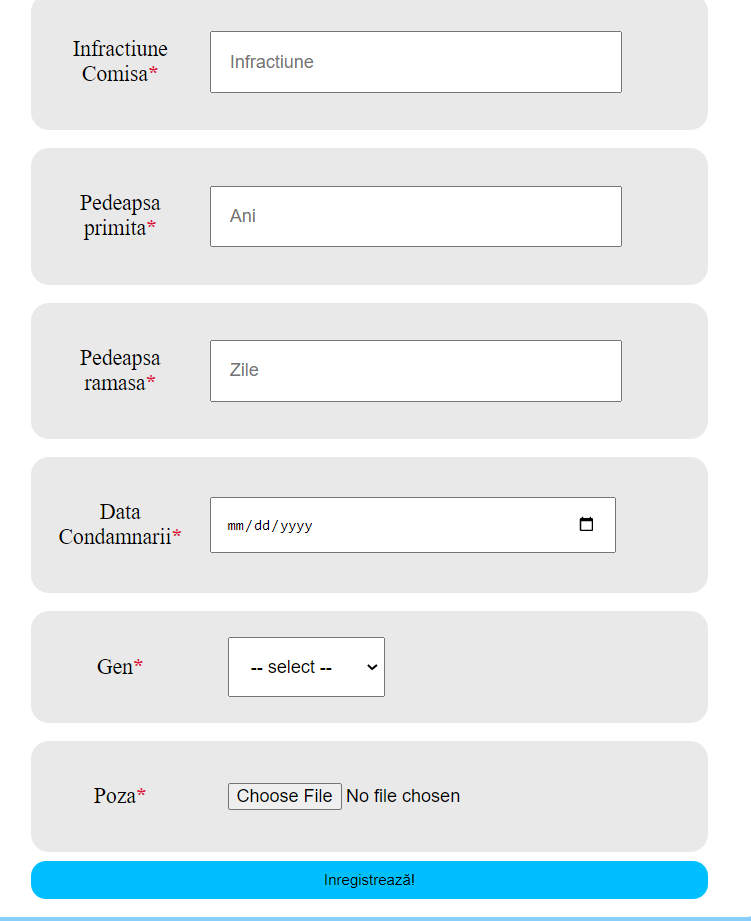 Infractiune
Comisa*
Infractiune
Pedeapsa
primita*
Ani
Pedeapsa
ramasa*
Zile
Data
Condamnarii*
mm/dd/yyyy
Gen*
-- select --
Poza*
Choose File No file chosen
Inregistrează!